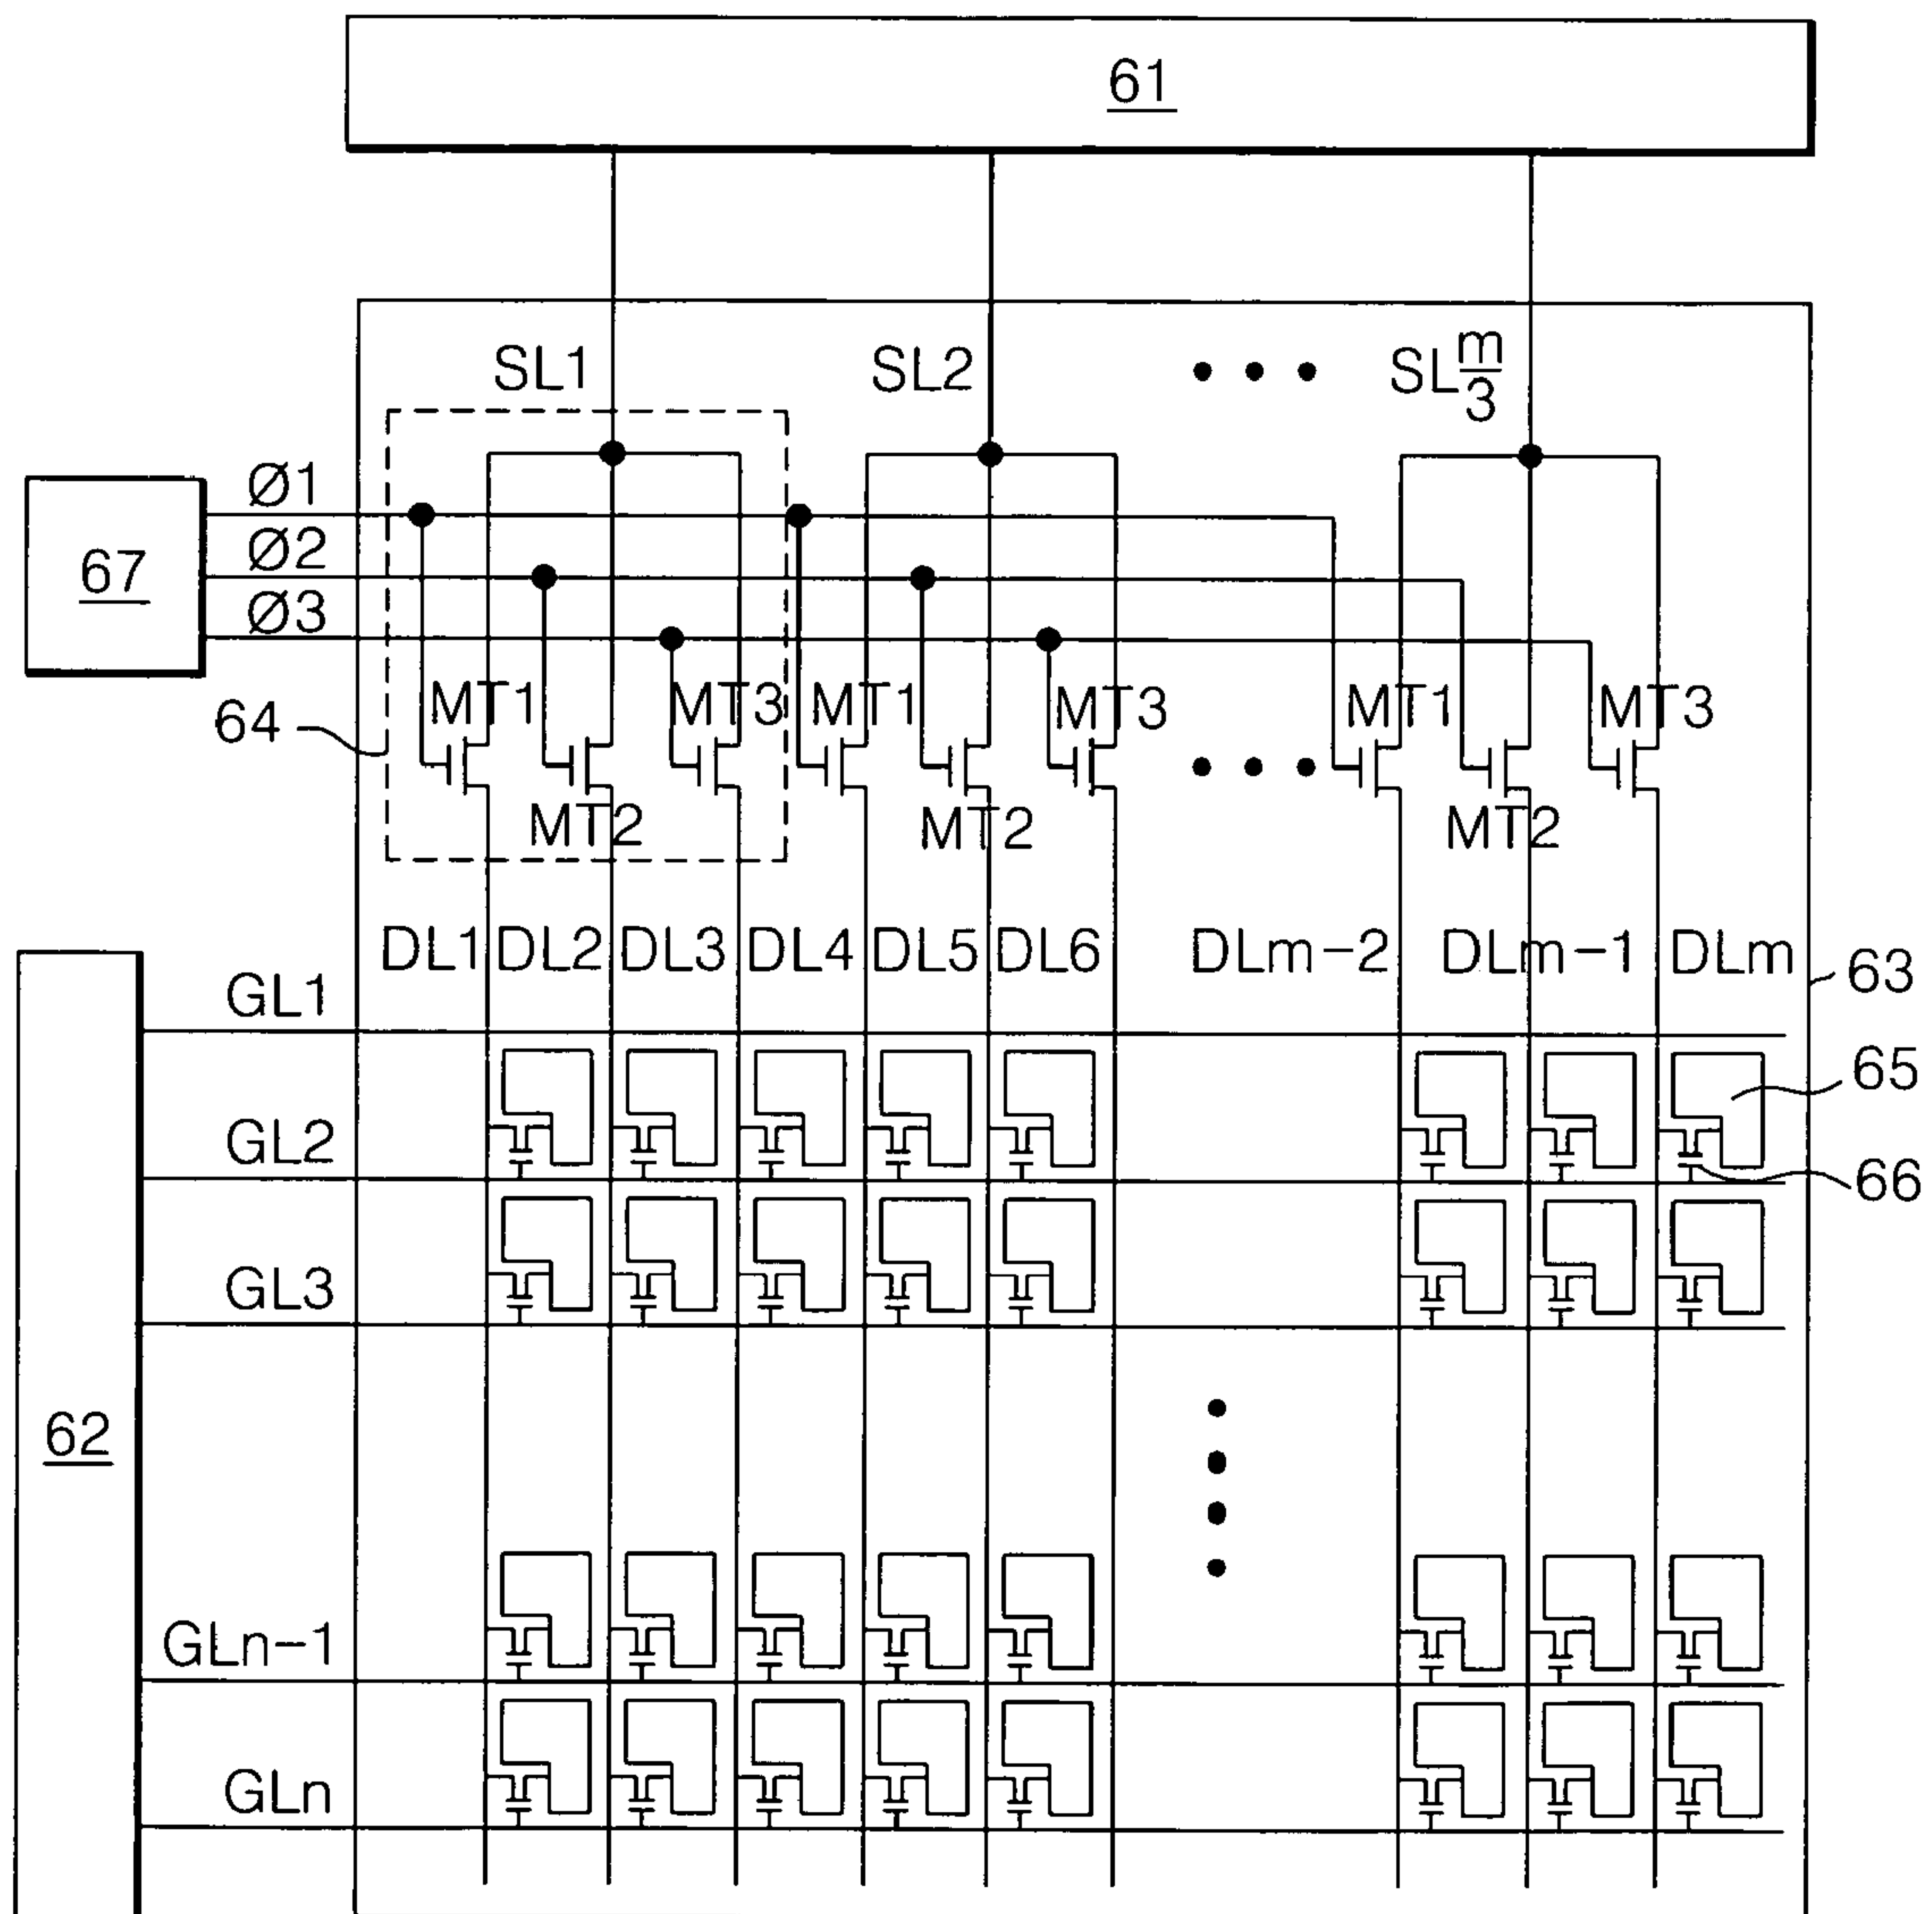 61
SL1 SL2 • • • SL m/3
Ø1
Ø2
67
Ø3
MT1 MT3 MT1 MT3 MT1 MT3
64
• • •
MT2 MT2 MT2
DL1 DL2 DL3 DL4 DL5 DL6 DLm-2 DLm-1 DLm
63
GL1
65
GL2
66
GL3
62
GLn-1
GLn